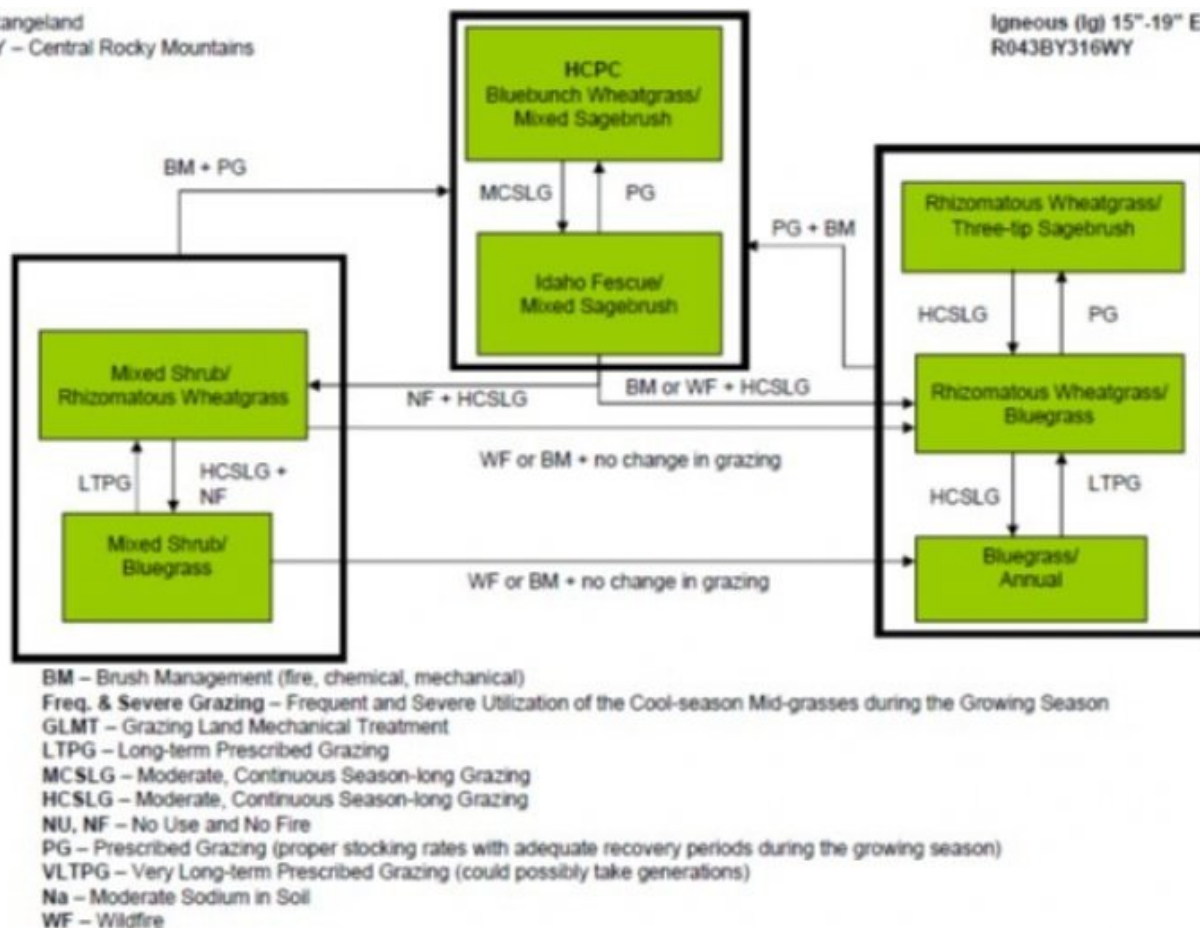 angeland
Y – Central Rocky Mountains
Igneous (Ig) 15"-19" E
R043BY316WY
HCPC
Bluebunch Wheatgrass/
Mixed Sagebrush
BM + PG
MCSLG
PG
Rhizomatous Wheatgrass/
Three-tip Sagebrush
PG + BM
Idaho Fescue/
Mixed Sagebrush
HCSLG
PG
Mixed Shrub/
Rhizomatous Wheatgrass
NF + HCSLG
BM or WF + HCSLG
Rhizomatous Wheatgrass/
Bluegrass
WF or BM + no change in grazing
LTPG
HCSLG +
NF
HCSLG
LTPG
Mixed Shrub/
Bluegrass
WF or BM + no change in grazing
Bluegrass/
Annual
BM – Brush Management (fire, chemical, mechanical)
Freq. & Severe Grazing – Frequent and Severe Utilization of the Cool-season Mid-grasses during the Growing Season
GLMT – Grazing Land Mechanical Treatment
LTPG – Long-term Prescribed Grazing
MCSLG – Moderate, Continuous Season-long Grazing
HCSLG – Moderate, Continuous Season-long Grazing
NU, NF – No Use and No Fire
PG – Prescribed Grazing (proper stocking rates with adequate recovery periods during the growing season)
VLTPG – Very Long-term Prescribed Grazing (could possibly take generations)
Na – Moderate Sodium in Soil
WF – Wildfire